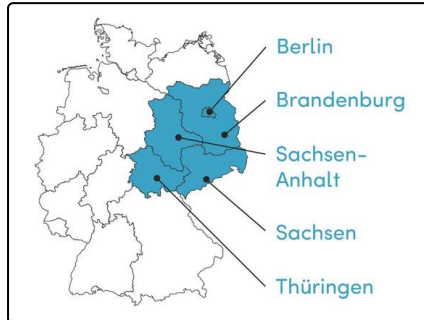 Berlin
Brandenburg
Sachsen-
Anhalt
Sachsen
Thüringen